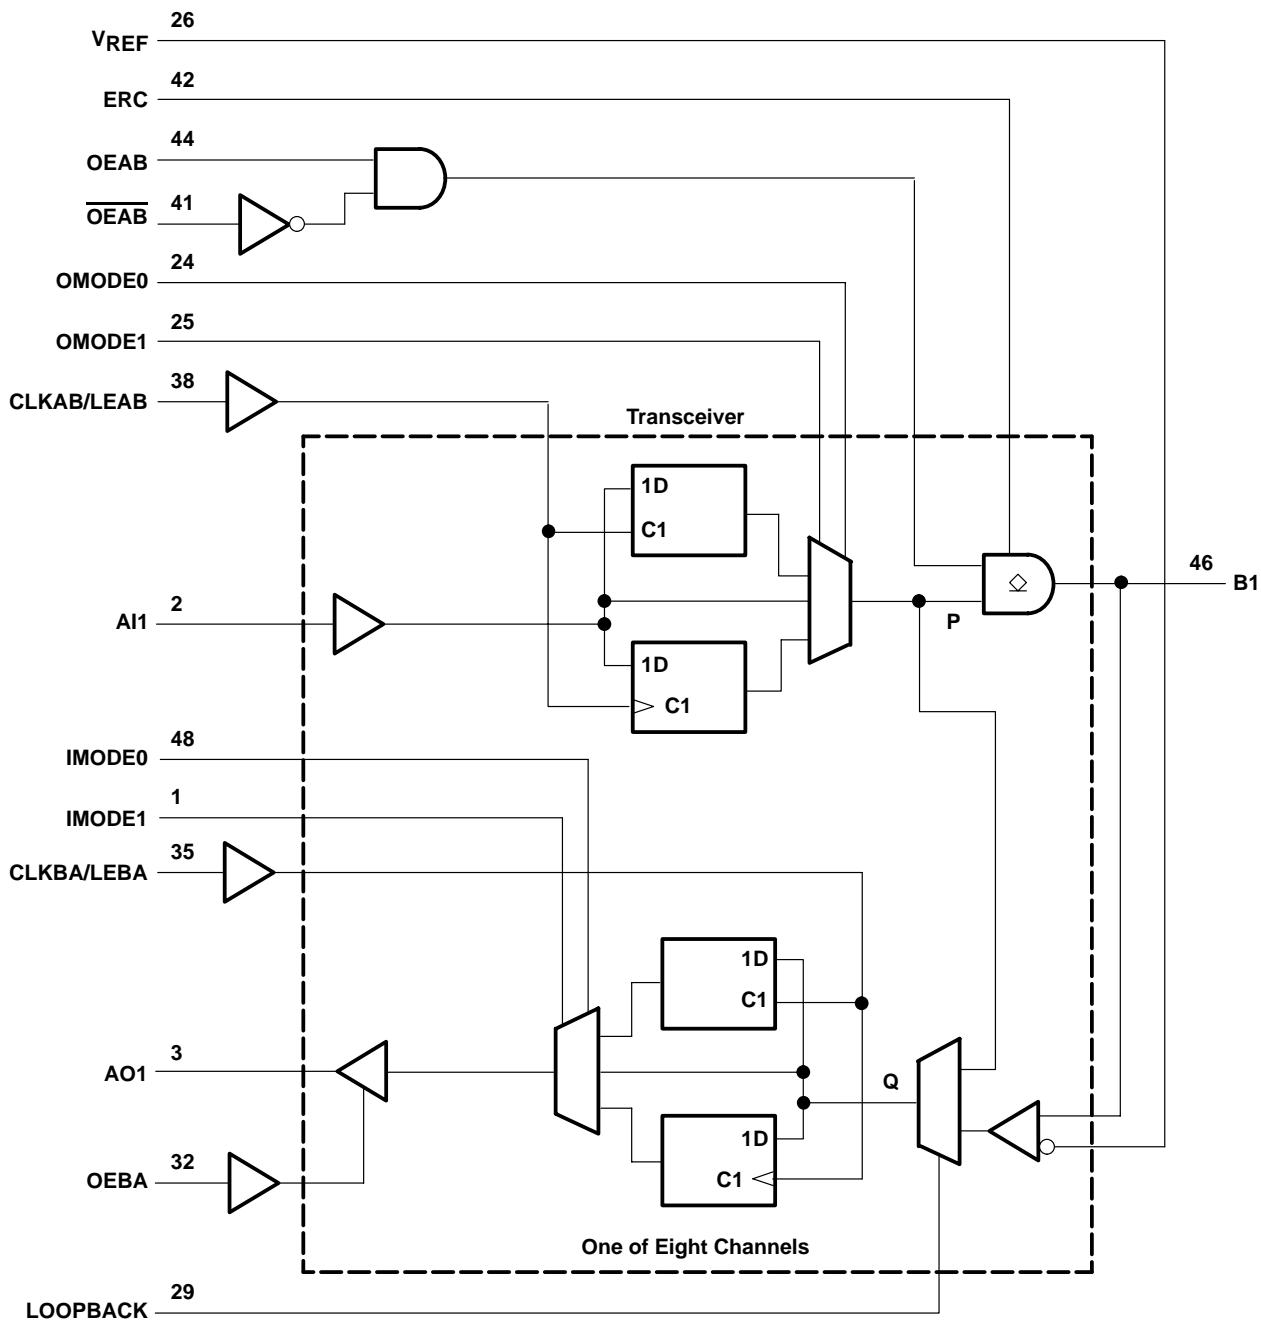 26
VREF
42
ERC
44
OEAB
41
OEAB
24
OMODE0
25
OMODE1
38
CLKAB/LEAB
Transceiver
1D
C1
46
B1
2
AI1
P
1D
C1
48
IMODE0
1
IMODE1
35
CLKBA/LEBA
1D
C1
3
AO1
Q
1D
C1
32
OEBA
One of Eight Channels
29
LOOPBACK